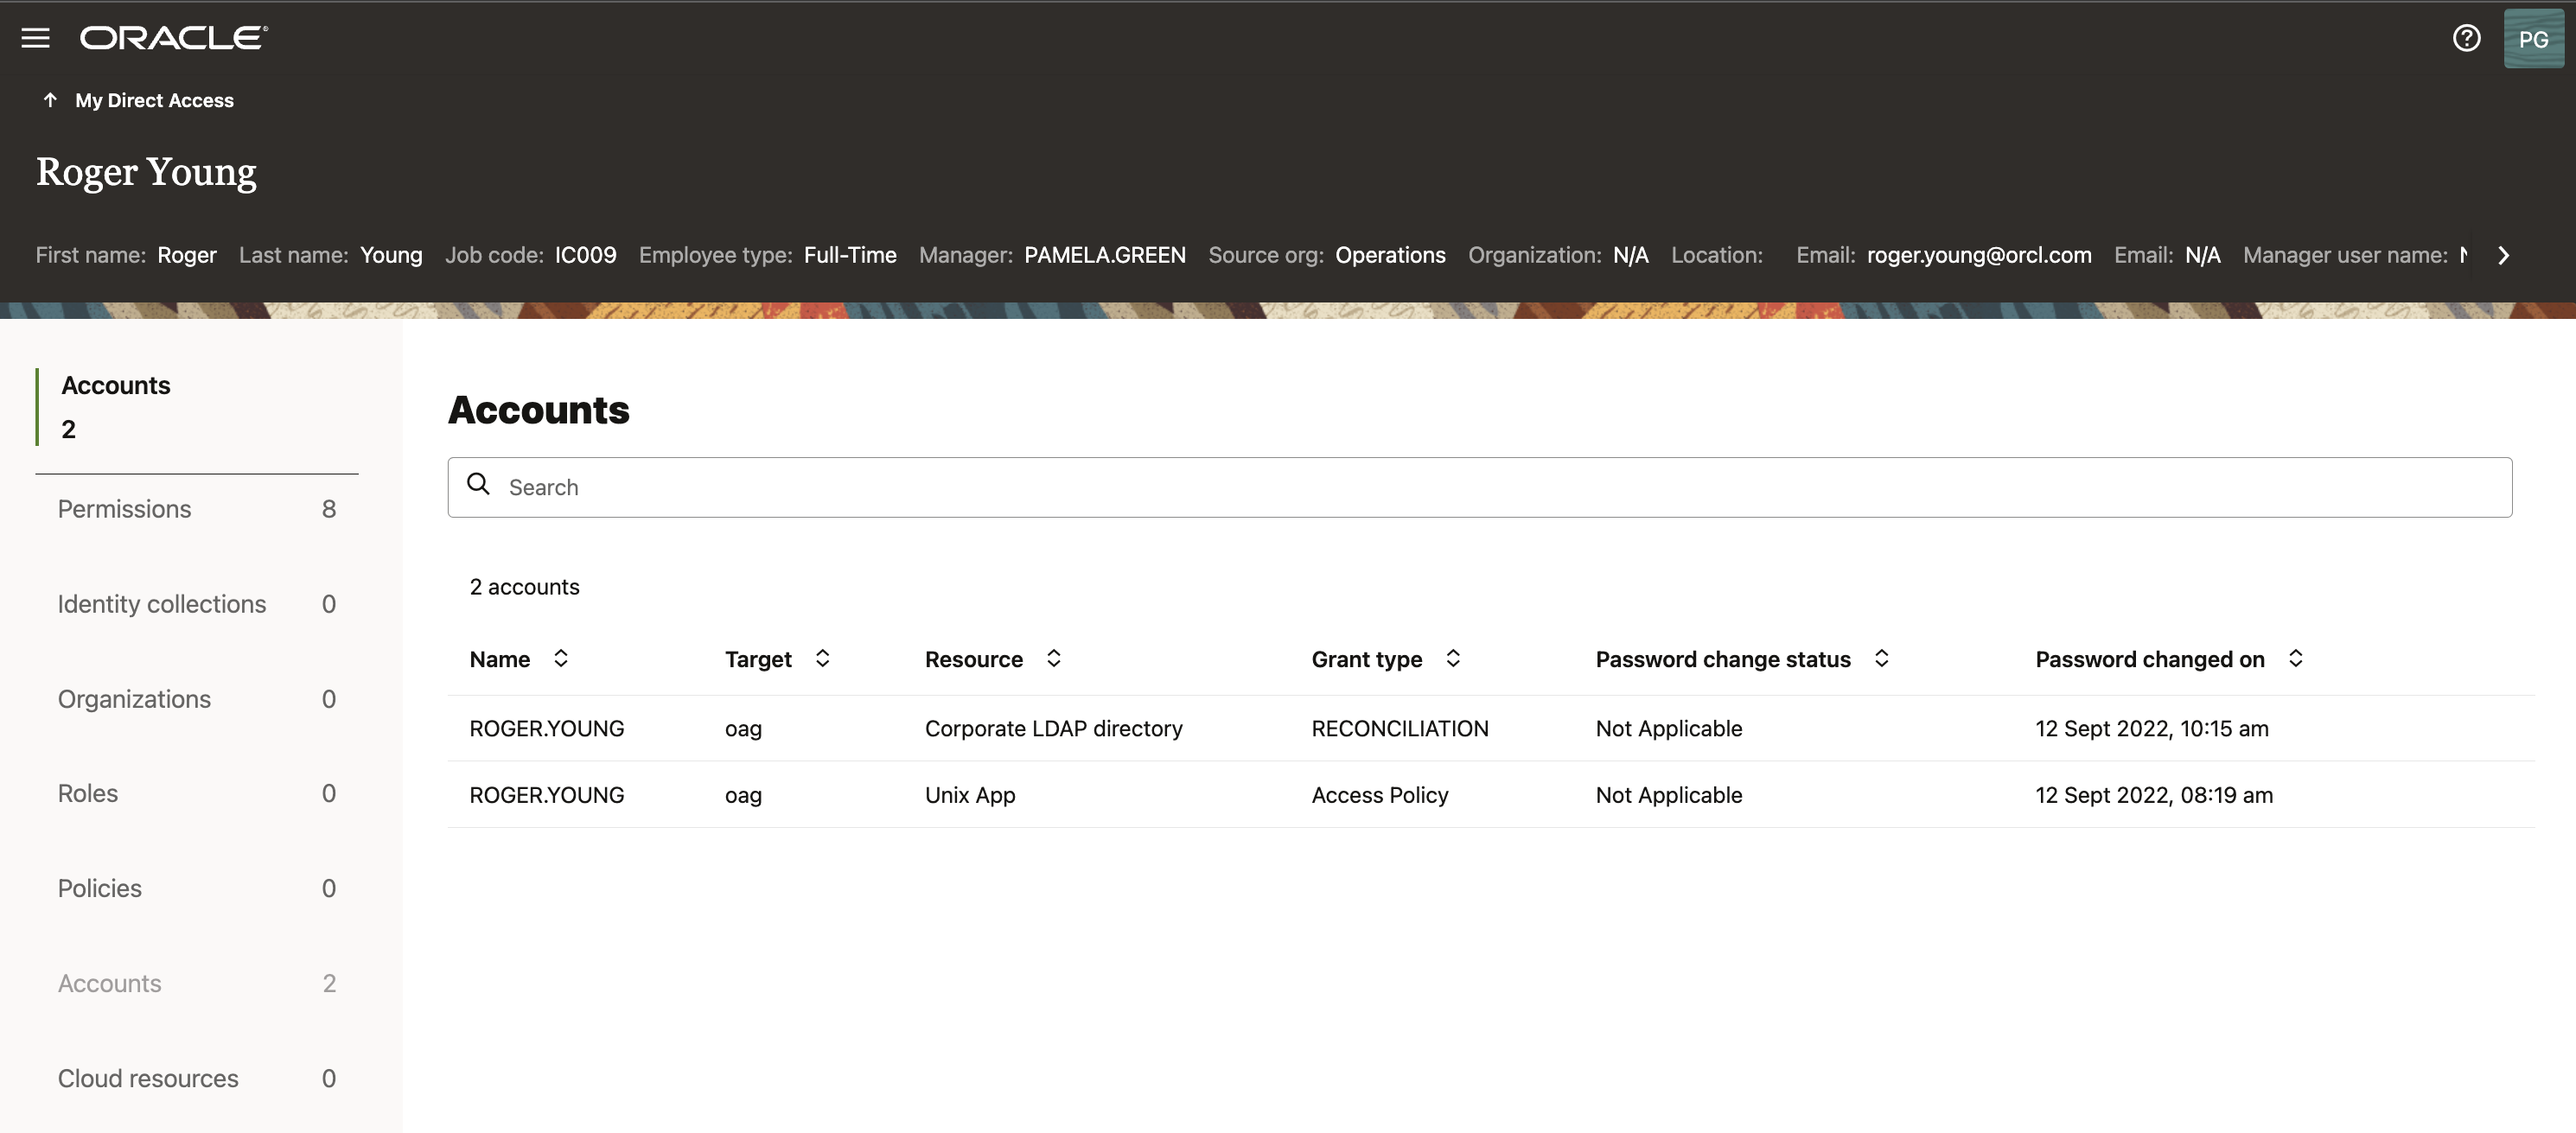 ORACLE
PG
My Direct Access
Roger Young
First name: Roger Last name: Young Job code: IC009 Employee type: Full-Time Manager: PAMELA.GREEN Source org: Operations Organization: N/A Location: Email: roger.young@orcl.com Email: N/A Manager user name:
Accounts
2
Permissions 8
Identity collections 0
Organizations 0
Roles 0
Policies 0
Accounts 2
Cloud resources 0
Accounts
Search
2 accounts
Name Target Resource Grant type Password change status Password changed on
ROGER.YOUNG oag Corporate LDAP directory RECONCILIATION Not Applicable 12 Sept 2022, 10:15 am
ROGER.YOUNG oag Unix App Access Policy Not Applicable 12 Sept 2022, 08:19 am